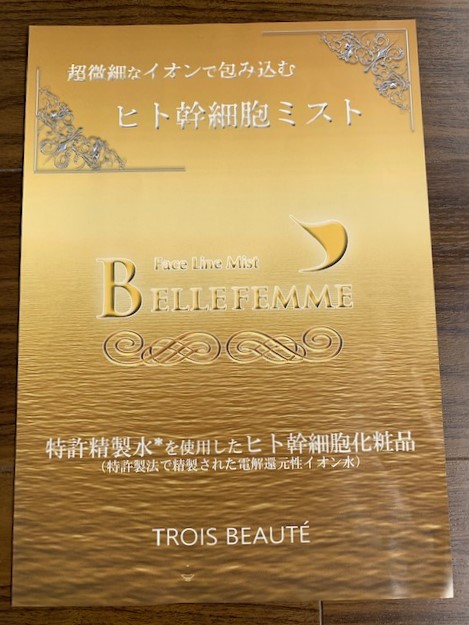 超微細なイオンで包み込む
ヒト幹細胞ミスト
Face Line Mist
BELLEFEMME
特許精製水*を使用したヒト幹細胞化粧品
（特許製法で精製された電解還元性イオン水）
TROIS BEAUTÉ